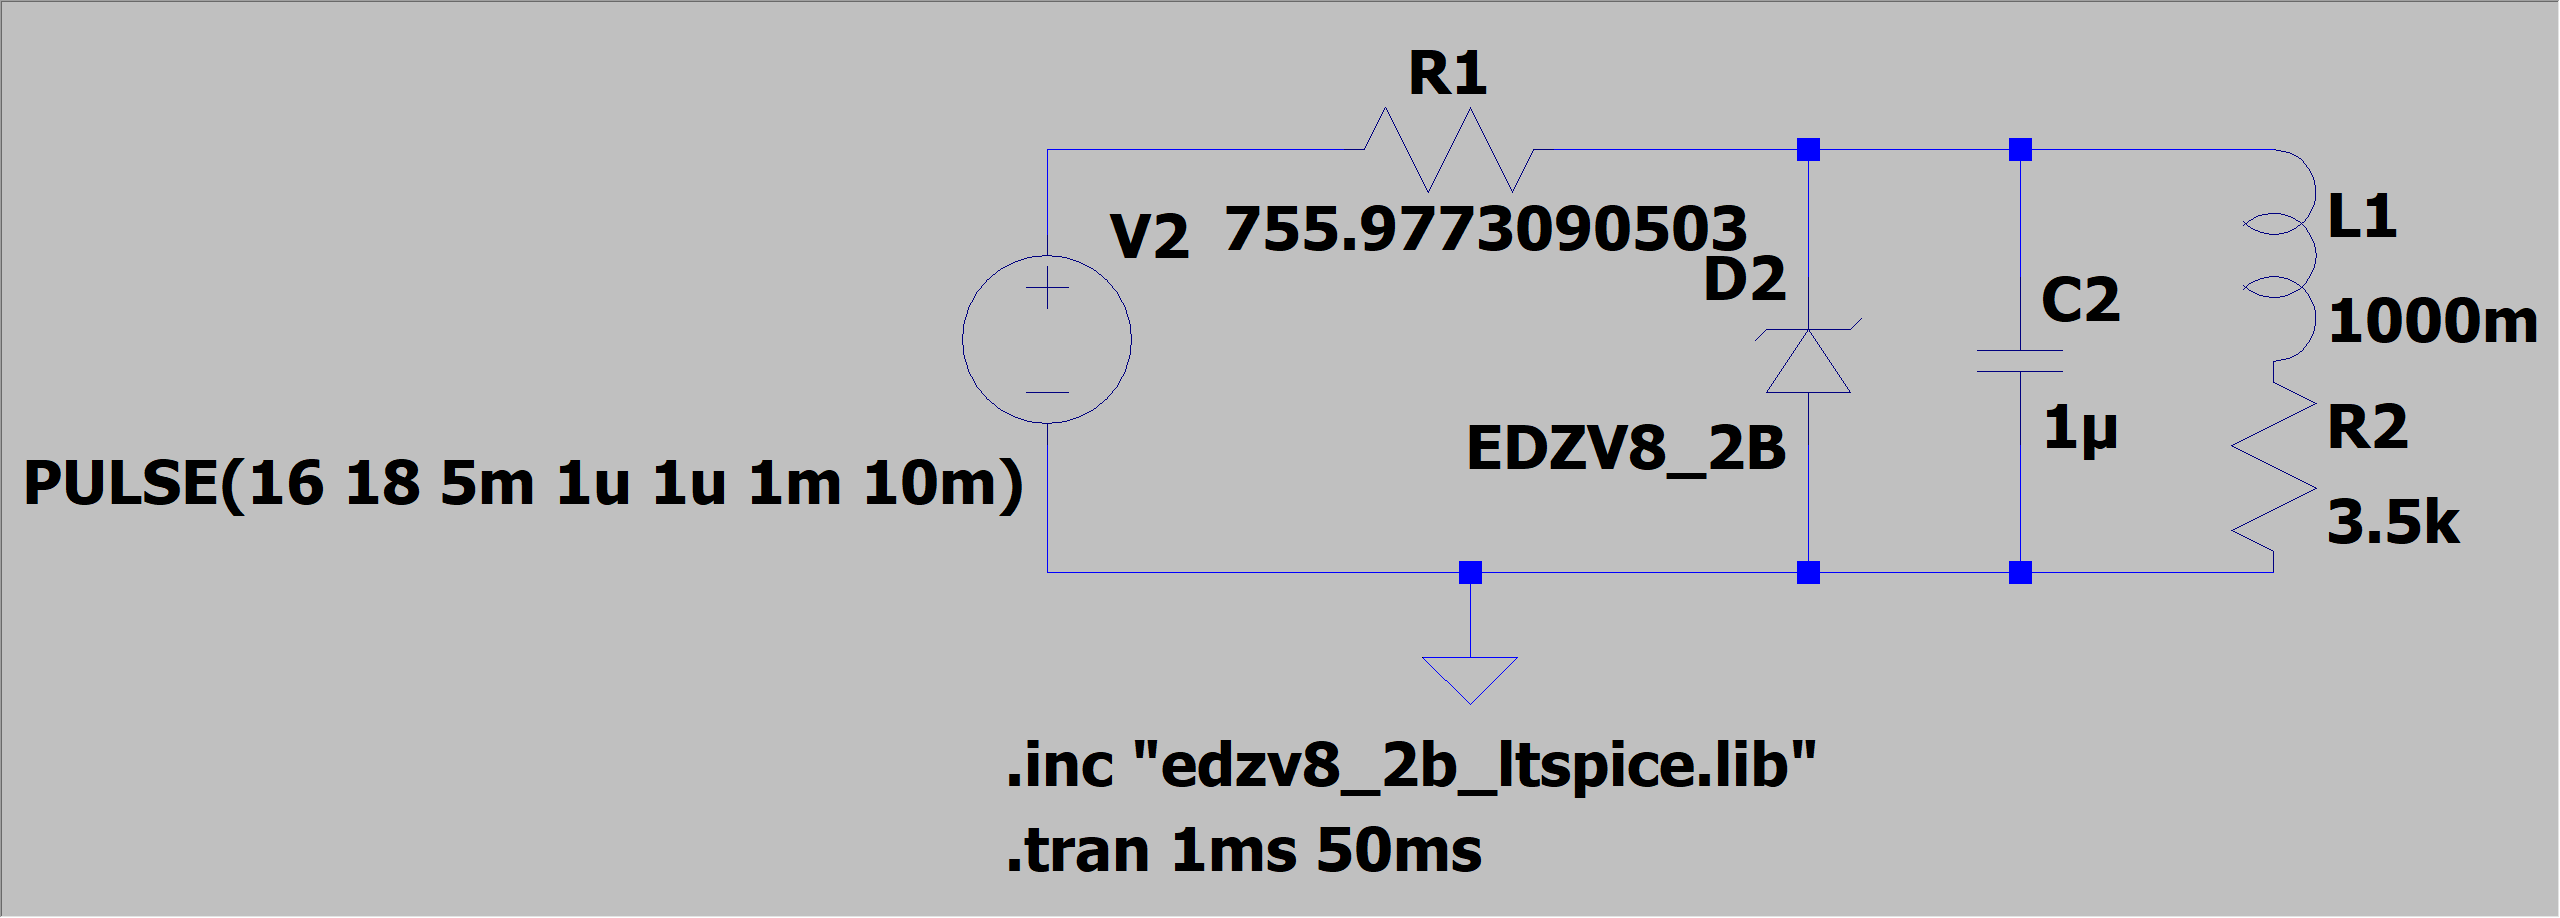 R1
V2
755.9773090503
D2
L1
C2
1000m
EDZV8_2B
1µ
R2
PULSE(16 18 5m 1u 1u 1m 10m)
3.5k
.inc "edzv8_2b_ltspice.lib"
.tran 1ms 50ms